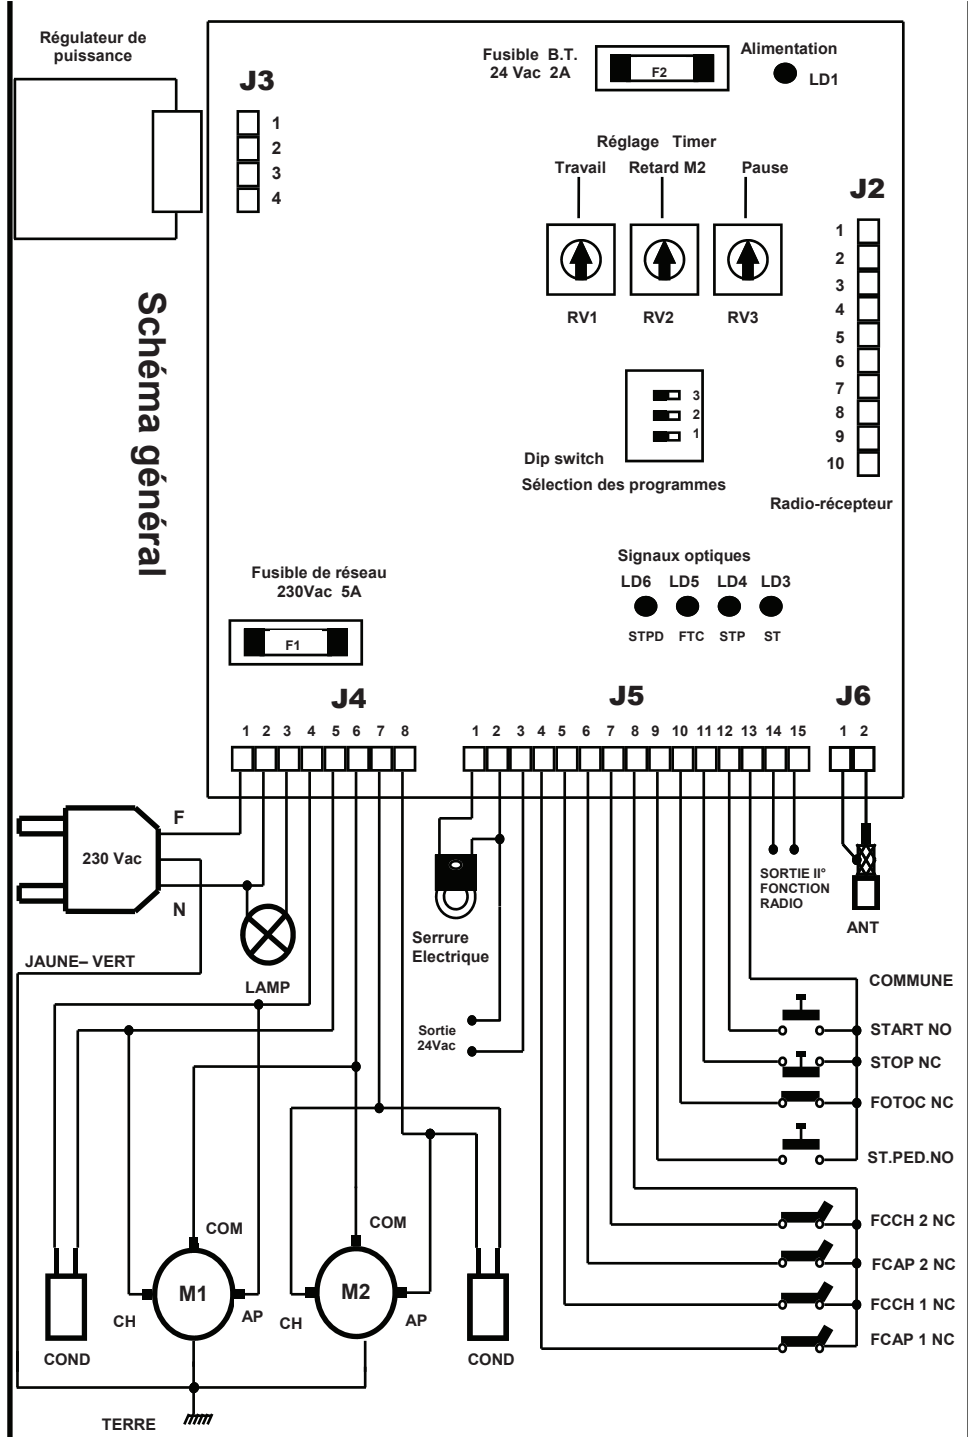 Régulateur de
puissance
Fusible B.T.
24 Vac 2A
F2
Alimentation
LD1
J3
1
2
3
4
Réglage Timer
Travail Retard M2 Pause
RV1 RV2 RV3
J2
1
2
3
4
5
6
7
8
9
10
Radio-récepteur
3
2
1
Dip switch
Sélection des programmes
Schéma général
Signaux optiques
LD6 LD5 LD4 LD3
STPD FTC STP ST
Fusible de réseau
230Vac 5A
F1
J4
1 2 3 4 5 6 7 8
J5
1 2 3 4 5 6 7 8 9 10 11 12 13 14 15
J6
1 2
F
230 Vac
N
JAUNE– VERT
LAMP
Serrure
Electrique
Sortie
24Vac
SORTIE II°
FONCTION
RADIO
ANT
COMMUNE
START NO
STOP NC
FOTOC NC
ST.PED.NO
FCCH 2 NC
FCAP 2 NC
FCCH 1 NC
FCAP 1 NC
COM
M1
CH
AP
COND
COM
M2
CH
AP
COND
TERRE